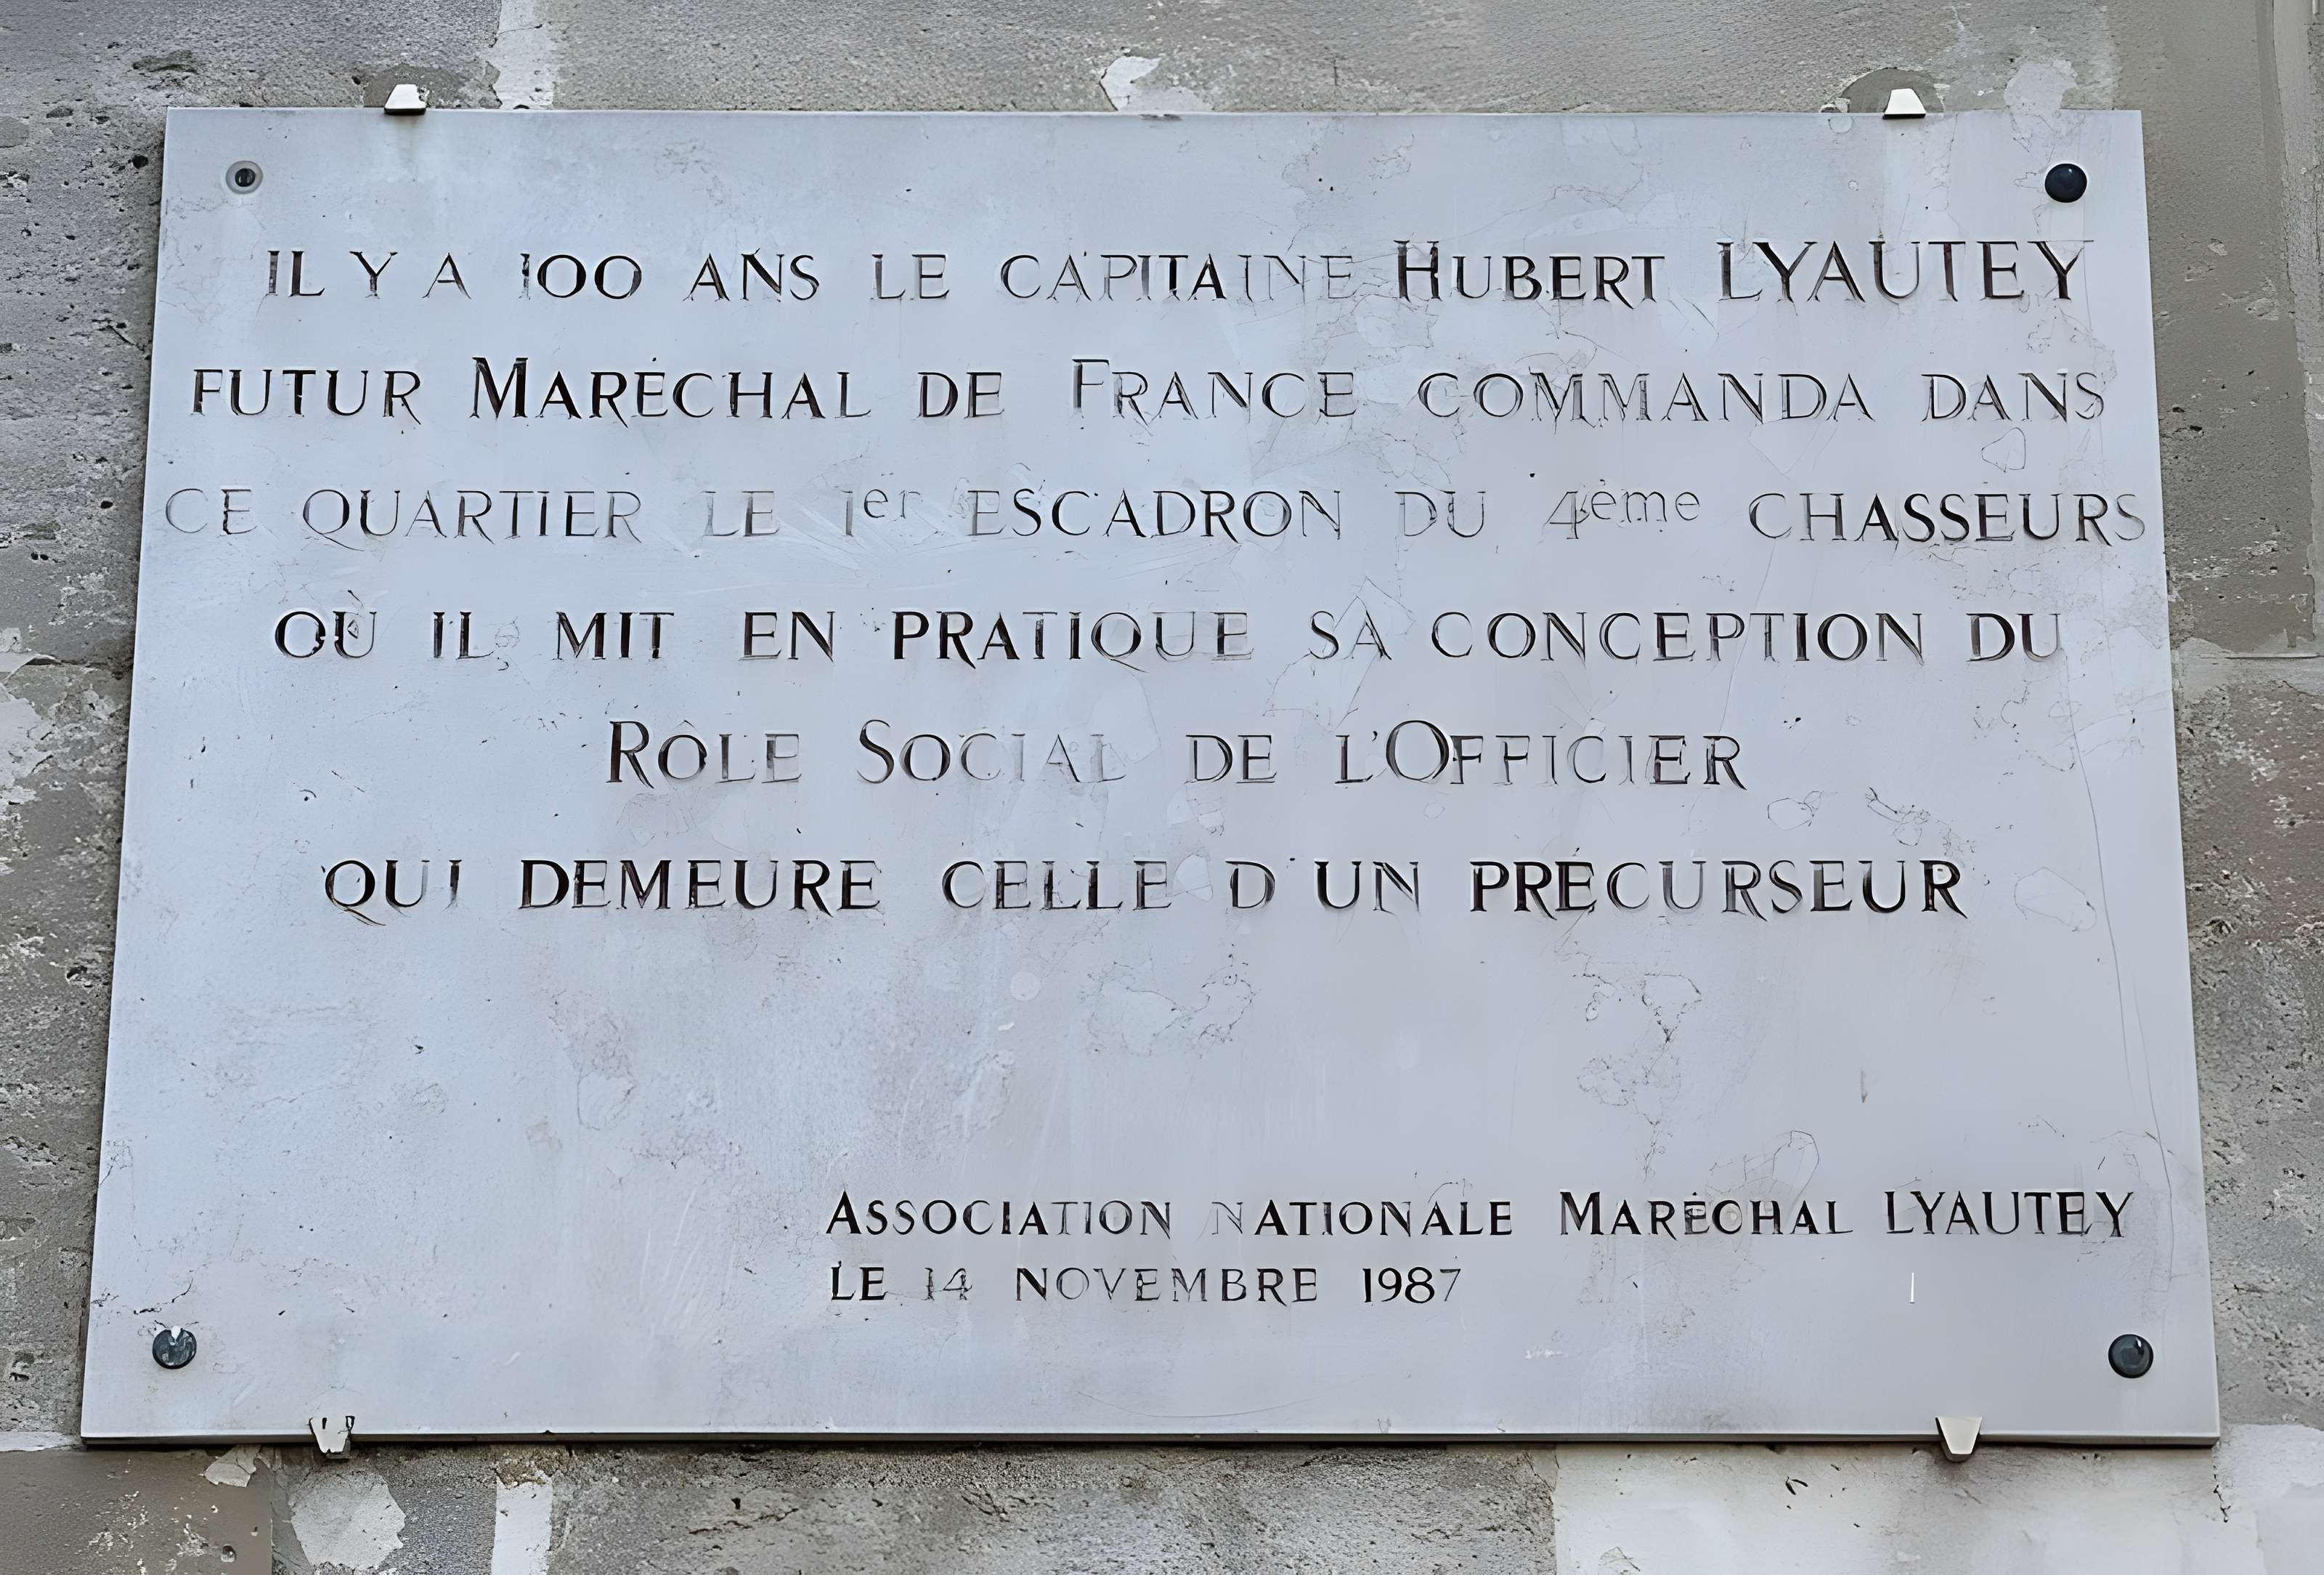 IL Y A 100 ANS LE CAPITAINE HUBERT LYAUTEY
FUTUR MARÉCHAL DE FRANCE COMMANDA DANS
CE QUARTIER LE 1er ESCADRON DU 4ème CHASSEURS
OÙ IL MIT EN PRATIQUE SA CONCEPTION DU
RÔLE SOCIAL DE L'OFFICIER
QUI DEMEURE CELLE D'UN PRÉCURSEUR
ASSOCIATION NATIONALE MARÉCHAL LYAUTEY
LE 14 NOVEMBRE 1987